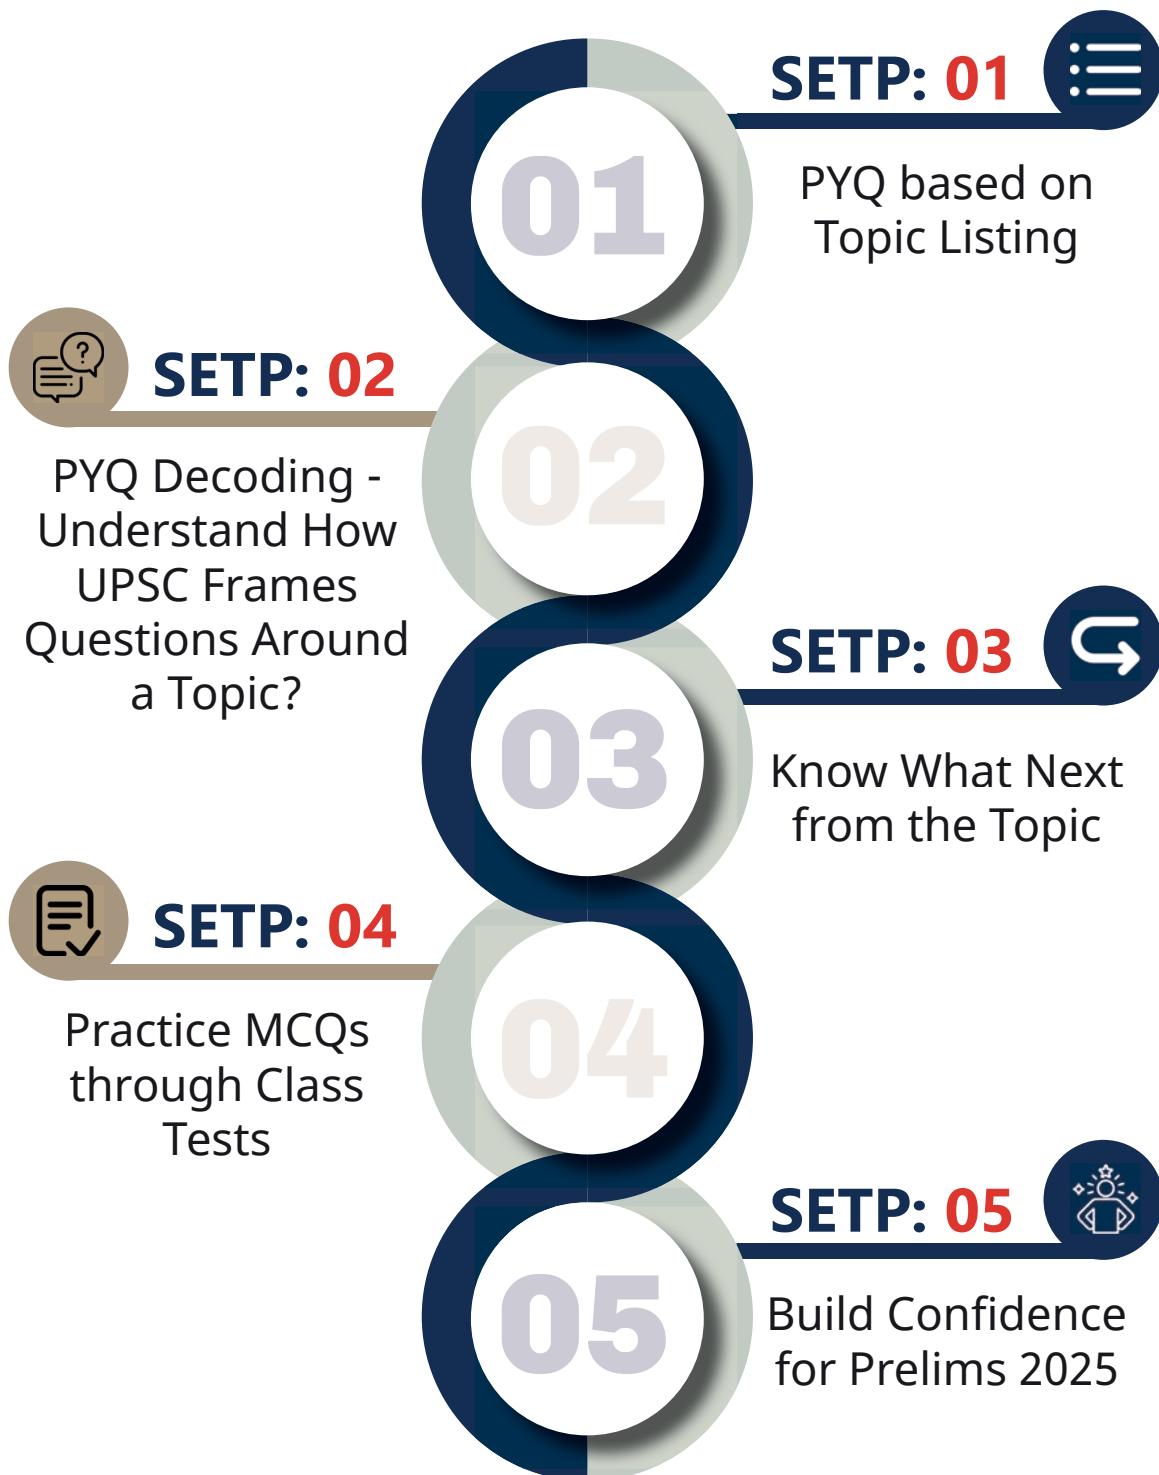 SETP: 01
01
PYQ based on
Topic Listing
SETP: 02
02
PYQ Decoding -
Understand How
UPSC Frames
Questions Around
a Topic?
SETP: 03
03
Know What Next
from the Topic
SETP: 04
04
Practice MCQs
through Class
Tests
SETP: 05
05
Build Confidence
for Prelims 2025